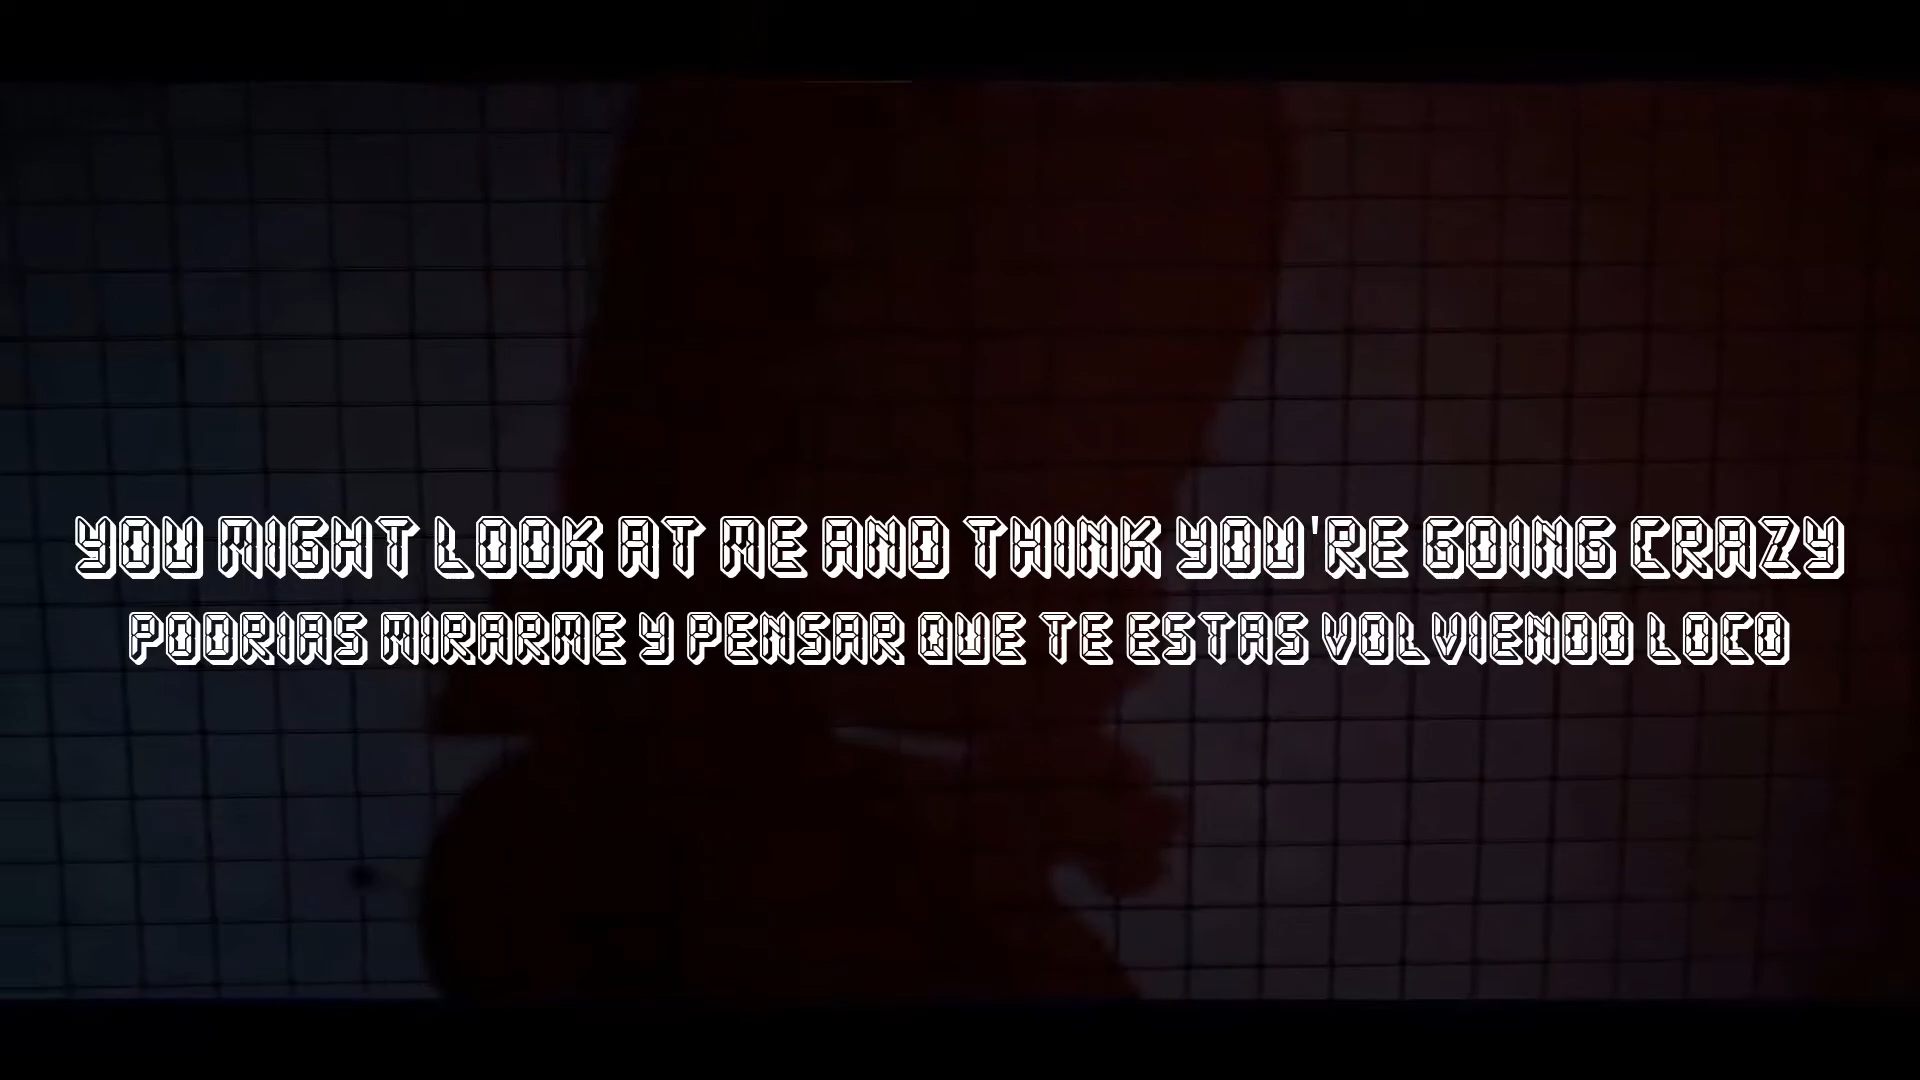 YOU MIGHT LOOK AT ME AND THINK YOU'RE GOING CRAZY
PODRIAS MIRARME Y PENSAR QUE TE ESTAS VOLVIENDO LOCO